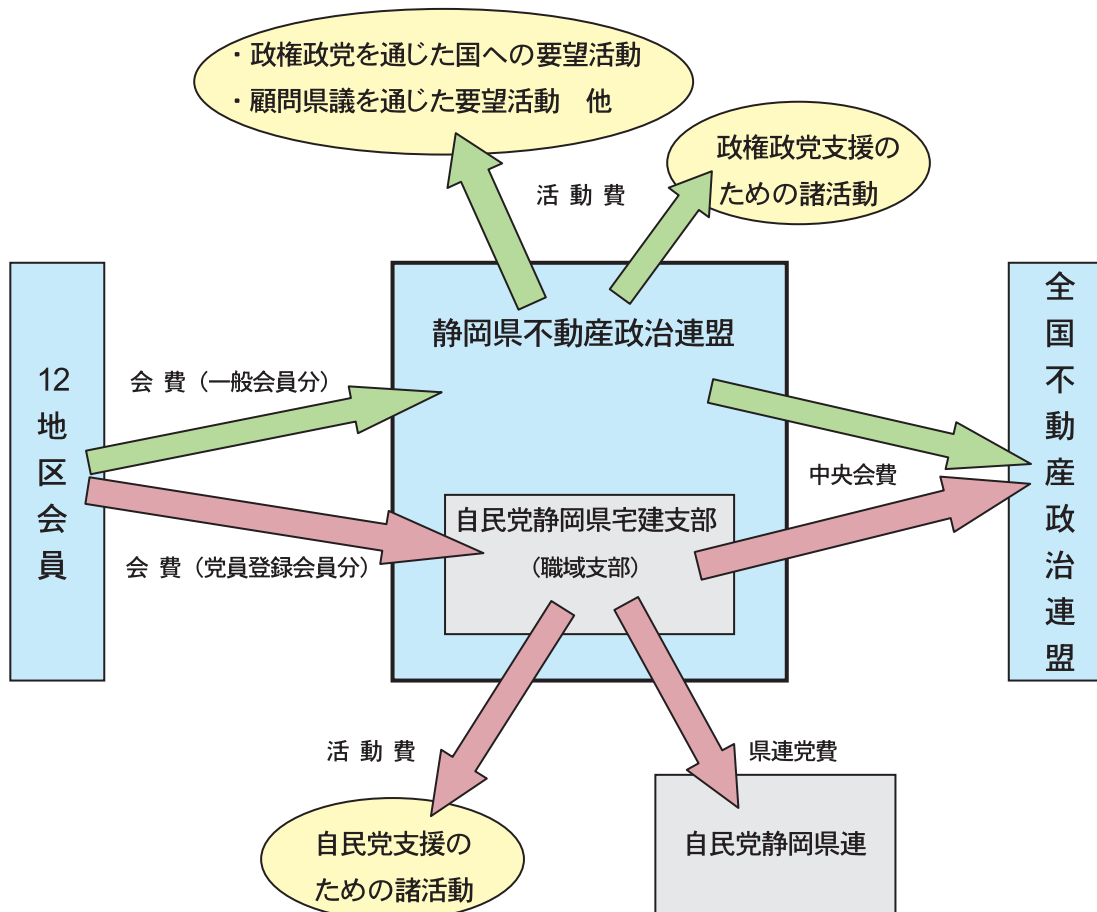 ・政権政党を通じた国への要望活動
・顧問県議を通じた要望活動　他
政権政党支援の
ための諸活動
活 動 費
静岡県不動産政治連盟
12地区会員
会 費（一般会員分）
会 費（党員登録会員分）
自民党静岡県宅建支部
（職域支部）
中央会費
全国不動産政治連盟
活 動 費
県連党費
自民党支援の
ための諸活動
自民党静岡県連